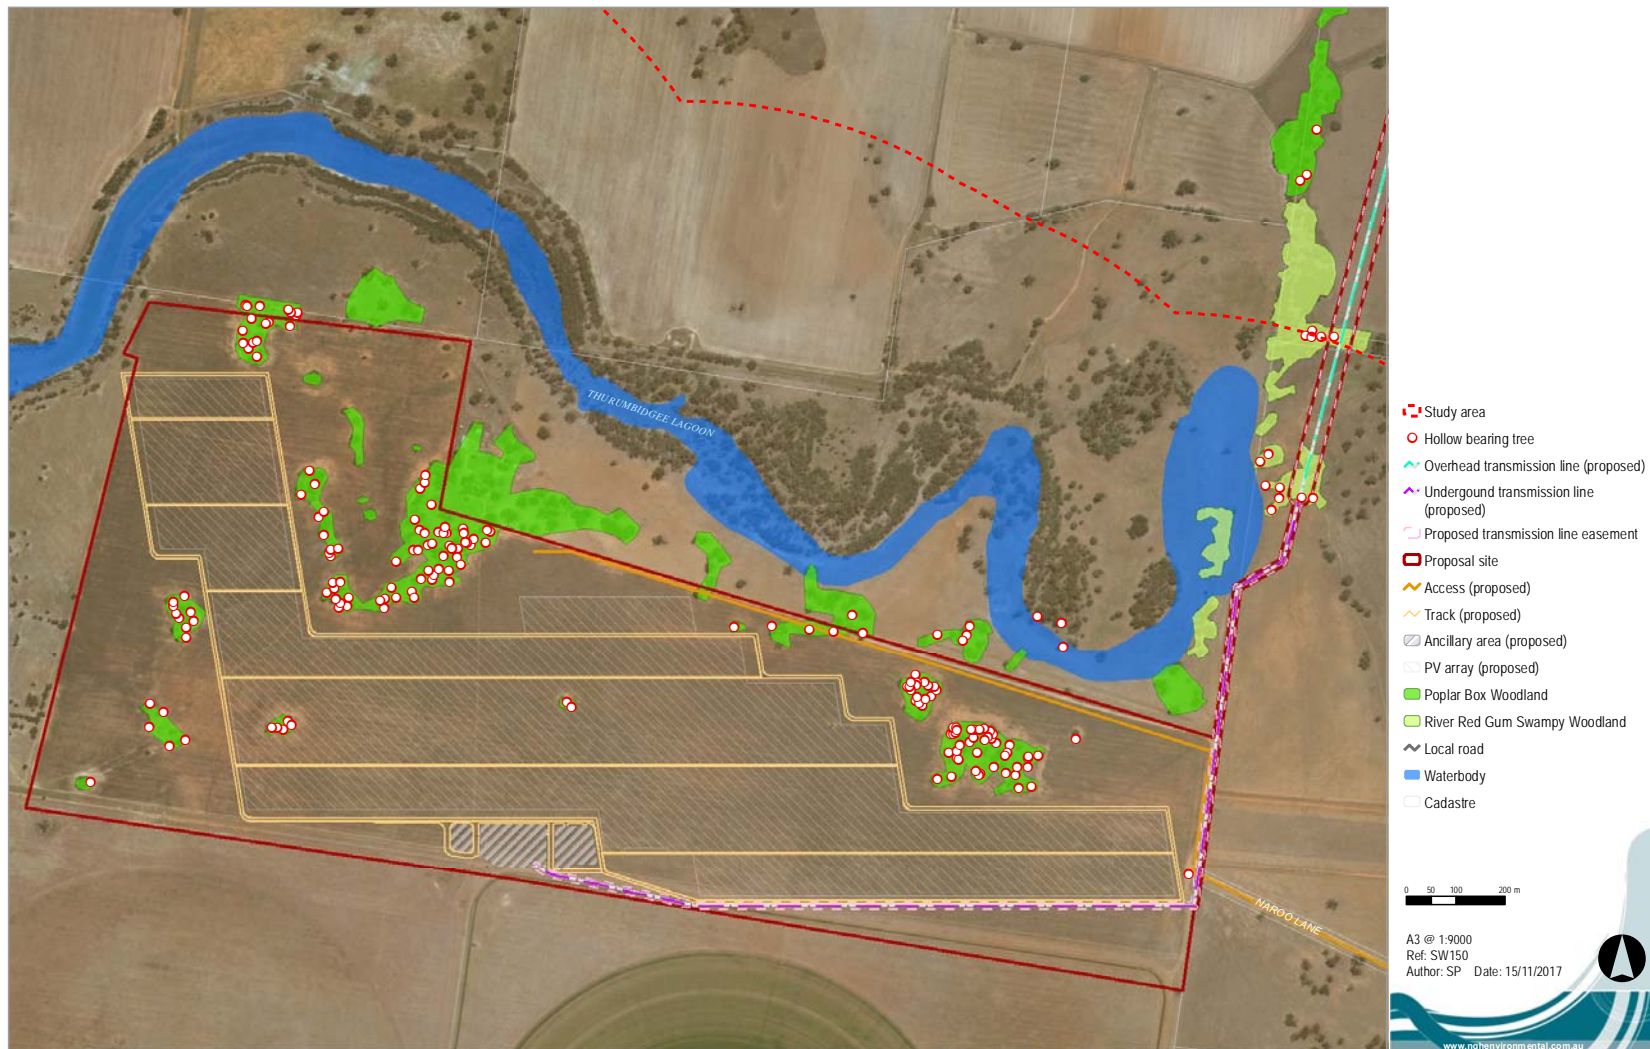 THURUMBIDGEE LAGOON
NAROO LANE
Study area
Hollow bearing tree
Overhead transmission line (proposed)
Undergound transmission line
(proposed)
Proposed transmission line easement
Proposal site
Access (proposed)
Track (proposed)
Ancillary area (proposed)
PV array (proposed)
Poplar Box Woodland
River Red Gum Swampy Woodland
Local road
Waterbody
Cadastre
0 50 100 200 m
A3 @ 1:9000
Ref: SW150
Author: SP Date: 15/11/2017
www.nghenvironmental.com.au